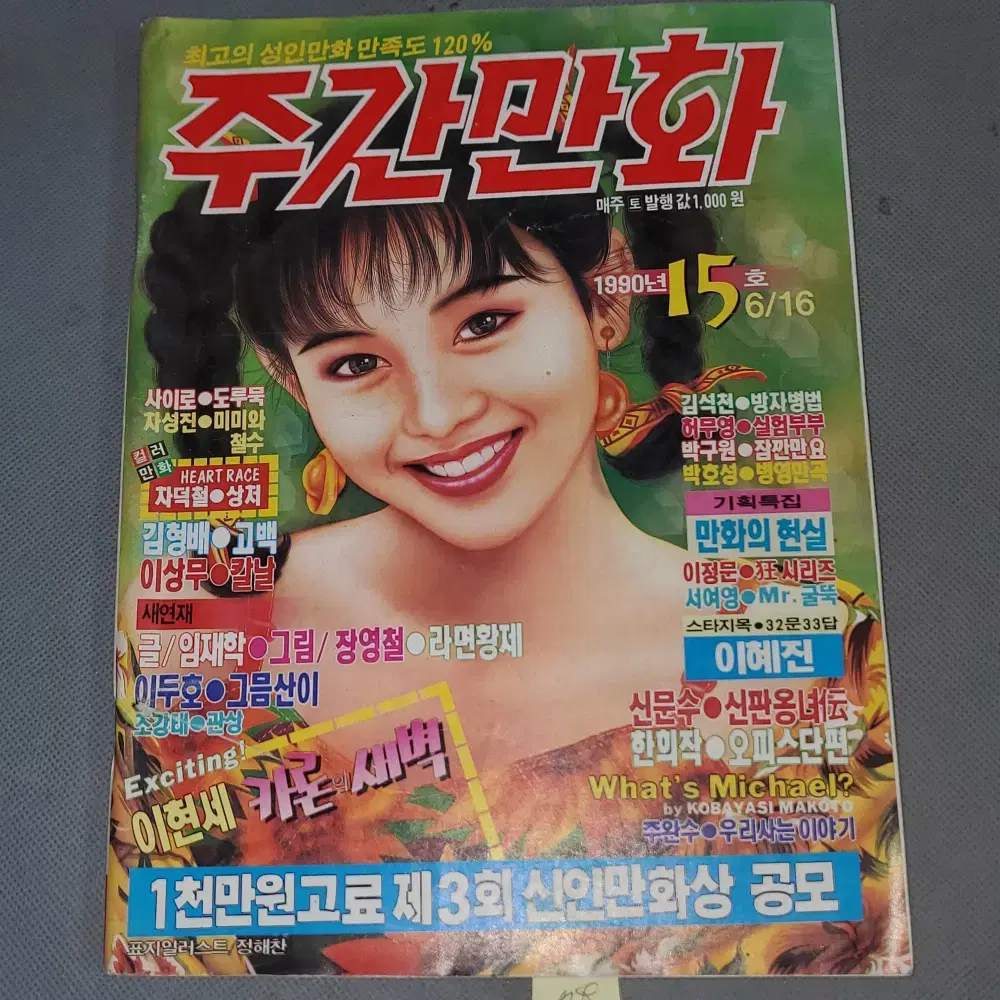 최고의 성인만화 만족도 120%
주간만화
매주 토 발행 값 1,000 원
1990년 15호 6/16
사이로●도루묵
자성진●미미와
철수
컬러
만화
HEART RACE
차덕철●상저
김형배●고백
이상무●칼날
새연재
글/임재학●그림/장영철●라면황제
이두호●그믐산이
조강태●관상
Exciting!
이현세 카론의 새벽
김석천●방자병법
허무영●실험부부
박구원●잠깐만요
박호성●병영만곡
기획특집
만화의 현실
이정문●狂 시리즈
서여영●Mr. 굴뚝
스타지목●32문33답
이혜진
신문수●신판옹녀伝
한희작●오피스단편
What's Michael?
by KOBAYASI MAKOTO
주완수●우리사는 이야기
1천만원고료 제3회 신인만화상 공모
표지일러스트, 정해찬